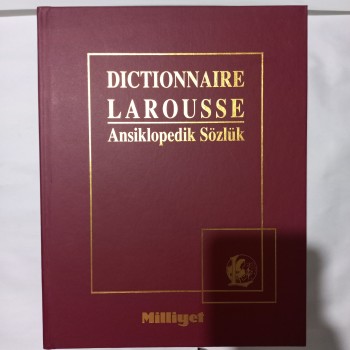 DICTIONNAIRE
LAROUSSE
Ansiklopedik Sözlük
Milliyet